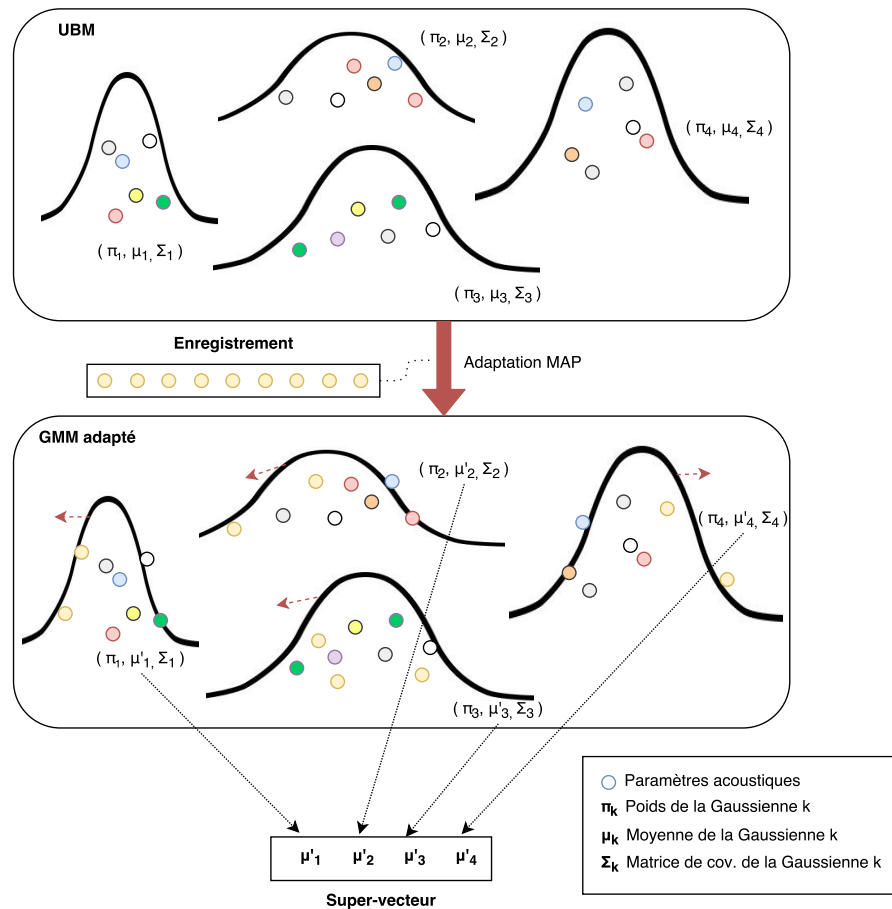 UBM
( π2, μ2, Σ2 )
( π4, μ4, Σ4 )
( π1, μ1, Σ1 )
( π3, μ3, Σ3 )
Enregistrement
Adaptation MAP
GMM adapté
( π2, μ'2, Σ2 )
( π4, μ'4, Σ4 )
( π1, μ'1, Σ1 )
( π3, μ'3, Σ3 )
Paramètres acoustiques
πk Poids de la Gaussienne k
μk Moyenne de la Gaussienne k
Σk Matrice de cov. de la Gaussienne k
μ'1 μ'2 μ'3 μ'4
Super-vecteur